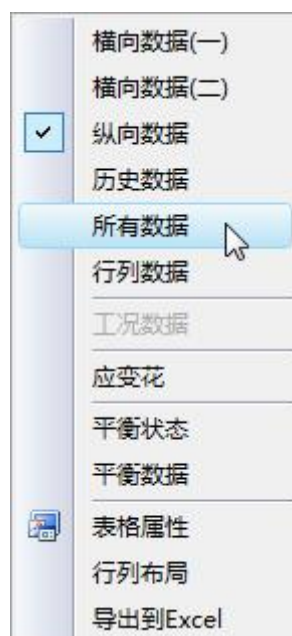 横向数据(一)
横向数据(二)
纵向数据
历史数据
所有数据
行列数据
工况数据
应变花
平衡状态
平衡数据
表格属性
行列布局
导出到Excel